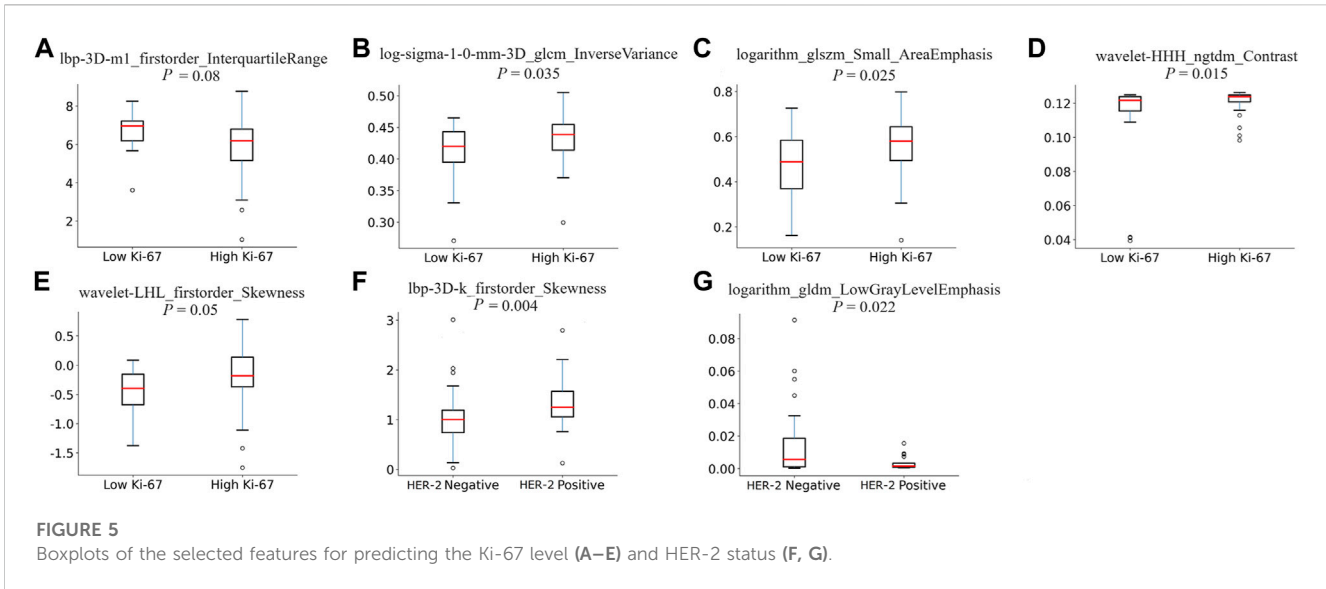 A
lbp-3D-m1_firstorder_InterquartileRange
P = 0.08
8
6
4
2
Low Ki-67 High Ki-67
B
log-sigma-1-0-mm-3D_glcm_InverseVariance
P = 0.035
0.50
0.45
0.40
0.35
0.30
Low Ki-67 High Ki-67
C
logarithm_glszm_Small_AreaEmphasis
P = 0.025
0.8
0.6
0.4
0.2
Low Ki-67 High Ki-67
D
wavelet-HHH_ngtdm_Contrast
P = 0.015
0.12
0.10
0.08
0.06
0.04
Low Ki-67 High Ki-67
E
wavelet-LHL_firstorder_Skewness
P = 0.05
0.5
0.0
-0.5
-1.0
-1.5
Low Ki-67 High Ki-67
F
lbp-3D-k_firstorder_Skewness
P = 0.004
3
2
1
0
HER-2 Negative HER-2 Positive
G
logarithm_gldm_LowGrayLevelEmphasis
P = 0.022
0.08
0.06
0.04
0.02
0.00
HER-2 Negative HER-2 Positive
FIGURE 5
Boxplots of the selected features for predicting the Ki-67 level (A–E) and HER-2 status (F, G).